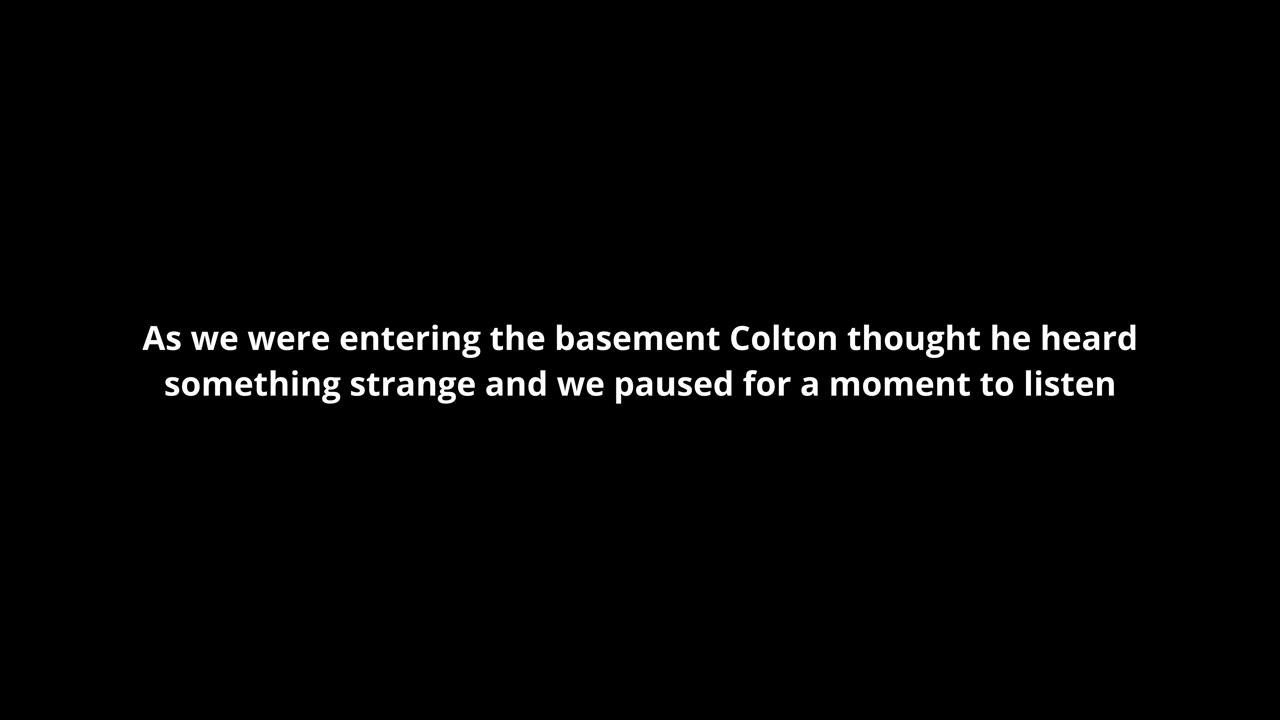 As we were entering the basement Colton thought he heard
something strange and we paused for a moment to listen